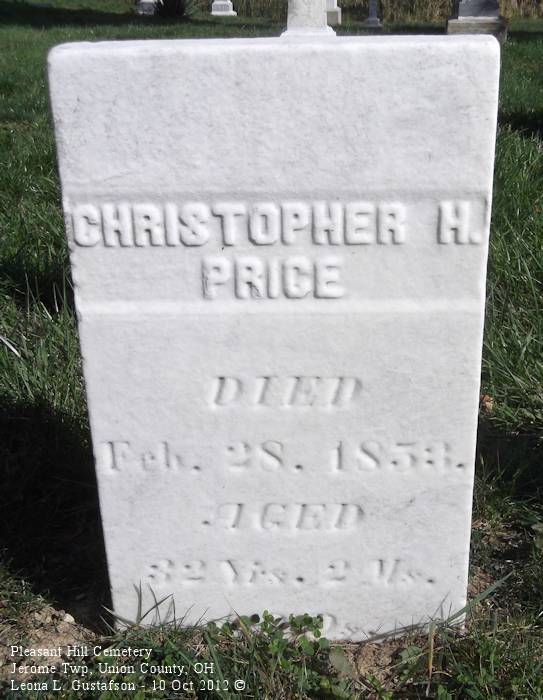 CHRISTOPHER H.
PRICE
DIED
Feb. 28. 1853.
AGED
32 Yrs. 2 Ms.
Pleasant Hill Cemetery
Jerome Twp, Union County, OH
Leona L. Gustafson - 10 Oct 2012 ©